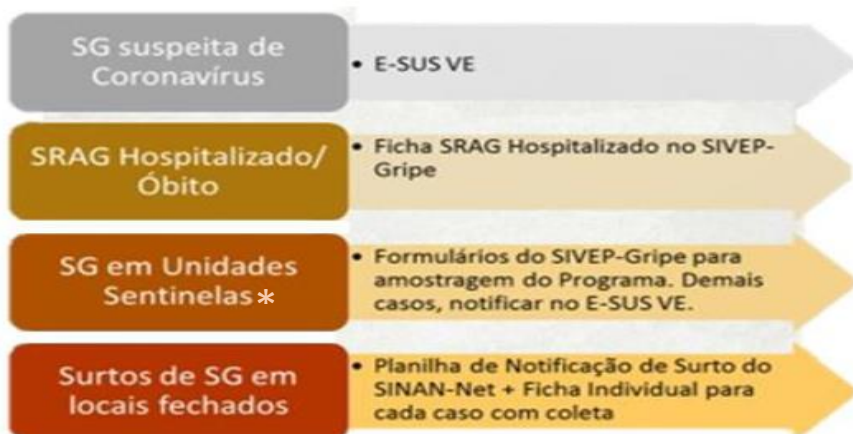 SG suspeita de
Coronavírus
• E-SUS VE
SRAG Hospitalizado/
Óbito
• Ficha SRAG Hospitalizado no SIVEP-
Gripe
SG em Unidades
Sentinelas*
• Formulários do SIVEP-Gripe para
amostragem do Programa. Demais
casos, notificar no E-SUS VE.
Surtos de SG em
locais fechados
• Planilha de Notificação de Surto do
SINAN-Net + Ficha Individual para
cada caso com coleta